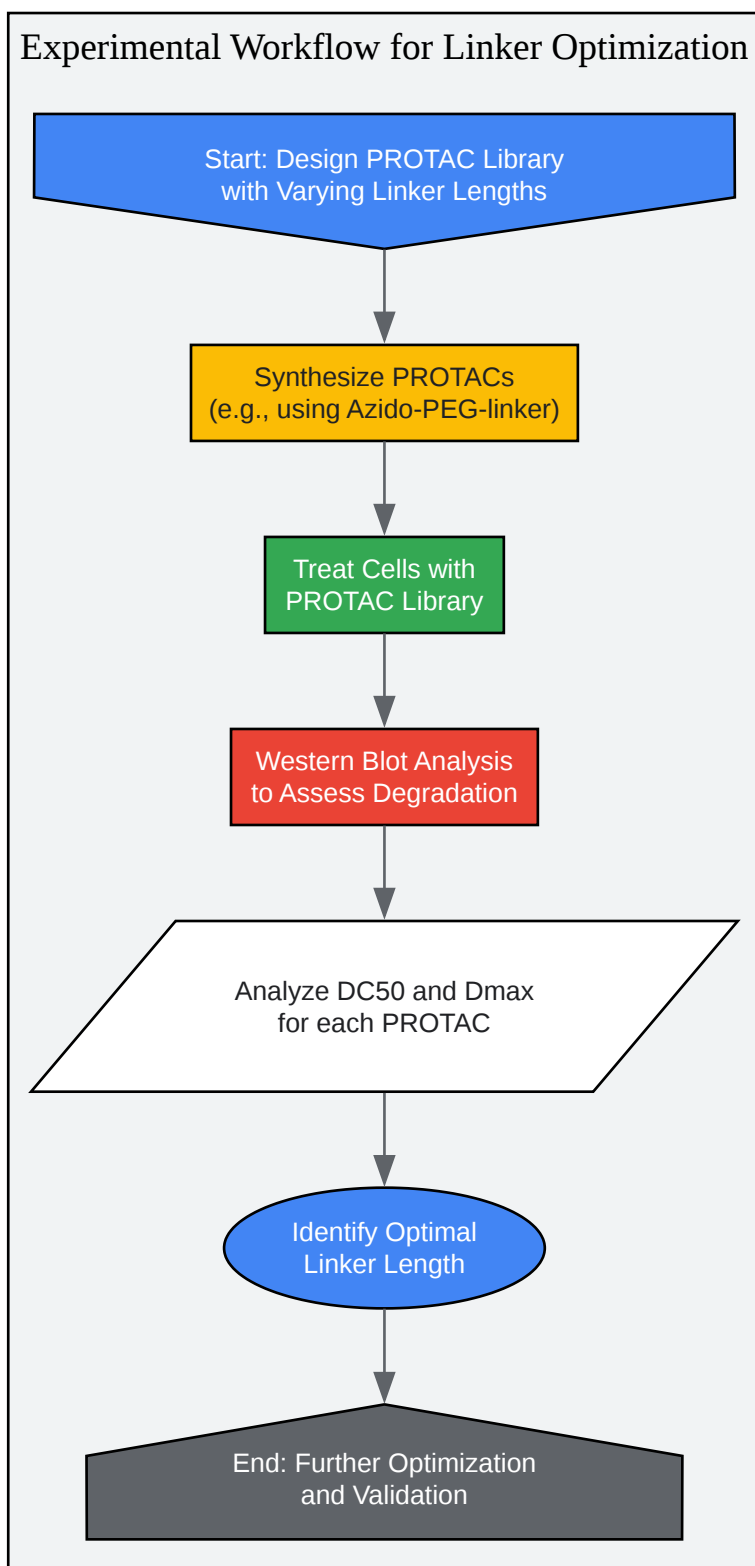 Experimental Workflow for Linker Optimization
Start: Design PROTAC Library
with Varying Linker Lengths
Synthesize PROTACs
(e.g., using Azido-PEG-linker)
Treat Cells with
PROTAC Library
Western Blot Analysis
to Assess Degradation
Analyze DC50 and Dmax
for each PROTAC
Identify Optimal
Linker Length
End: Further Optimization
and Validation